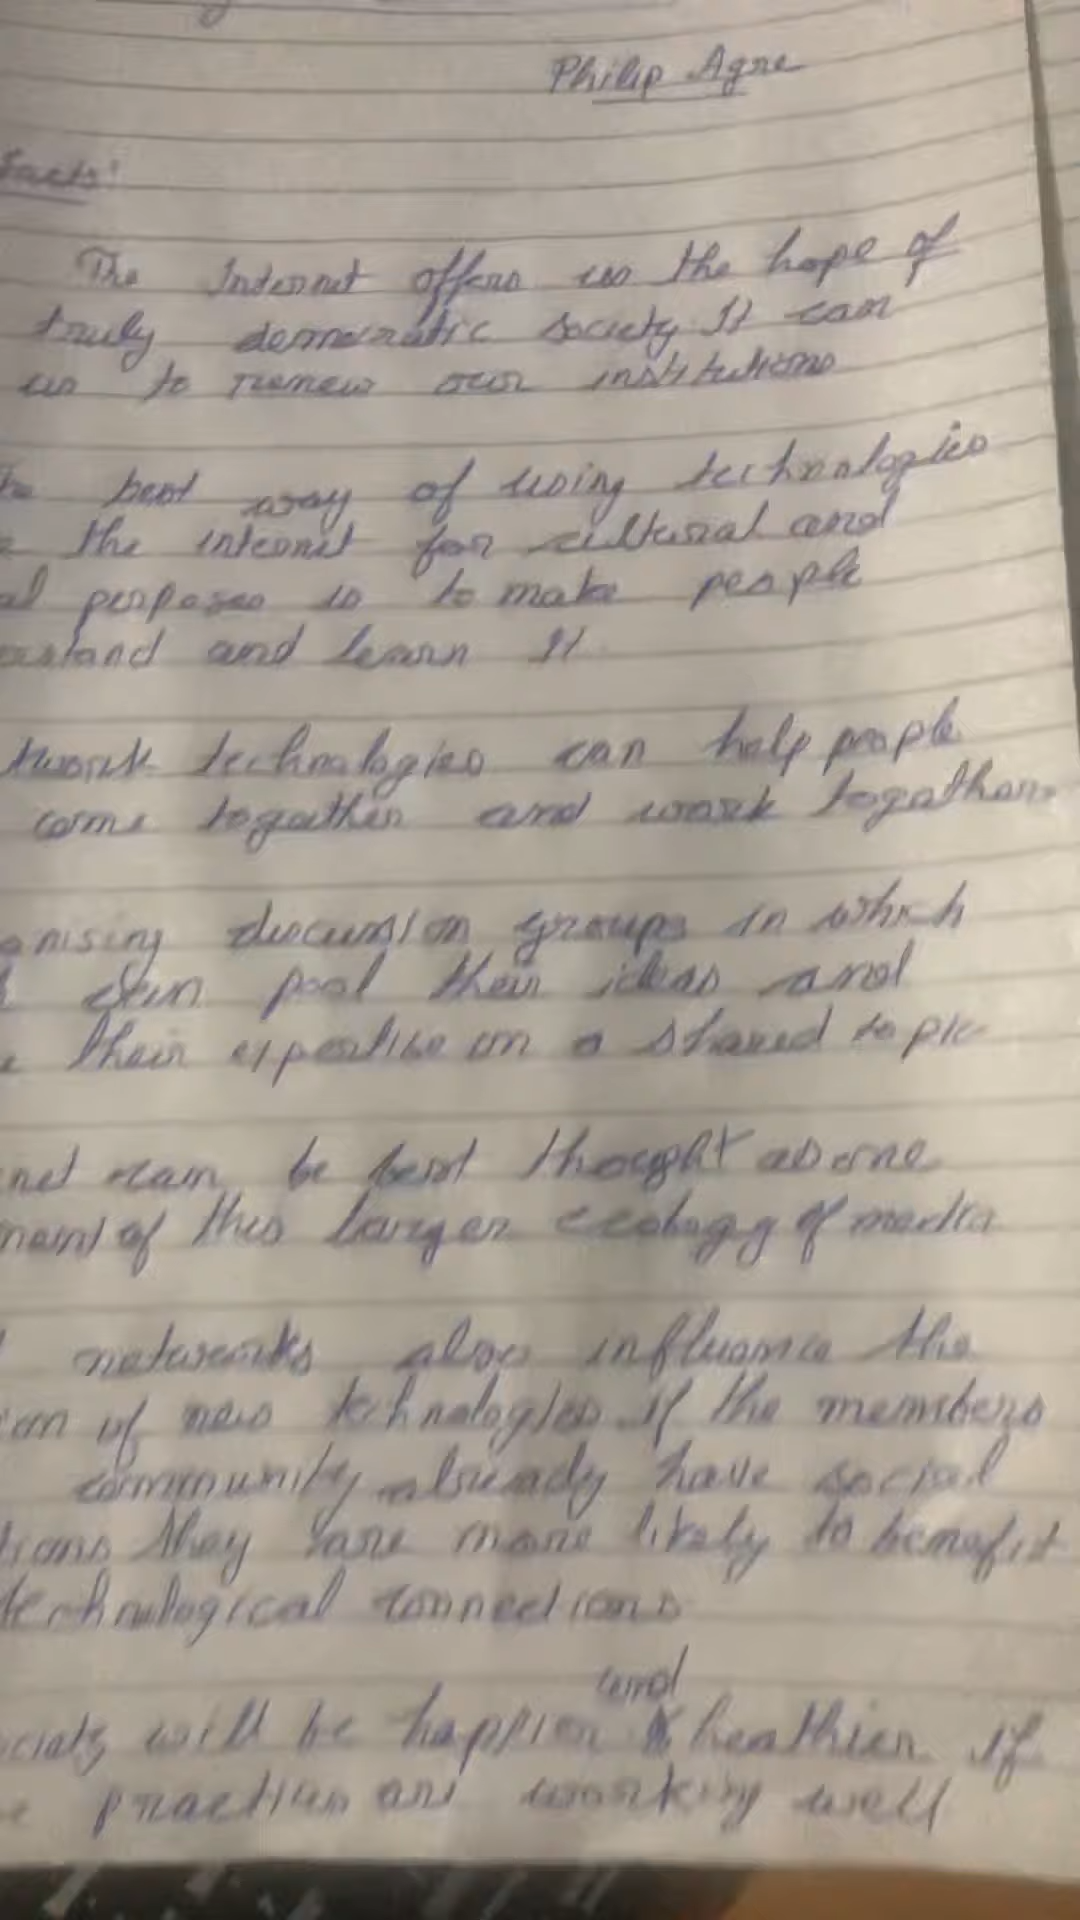 Philip Agre
Facts:
The Internet offers us the hope of
truly democratic society It can
us to renew our institutions
best way of using technologies
the internet for cultural and
perposes is to make people
and learn It
technologies can help people
come togather and work togather
discussion groups in which
can pool their ideas and
their expertise on a shared topic
can be best thought as one
of this larger ecology of media
networks also influence the
of new technologies if the members
community already have social
they are more likely to benefit
technological connections
and
will be happier healthier if
practises are working well